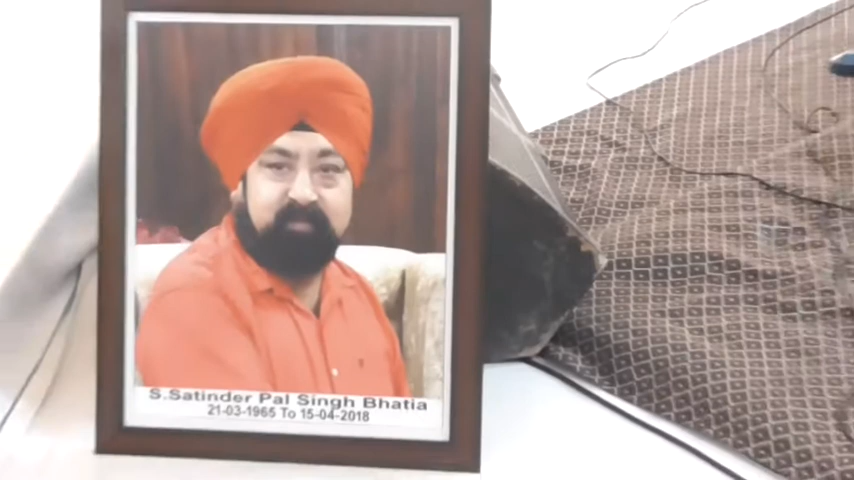 S.Satinder Pal Singh Bhatia
21-03-1965 To 15-04-2018